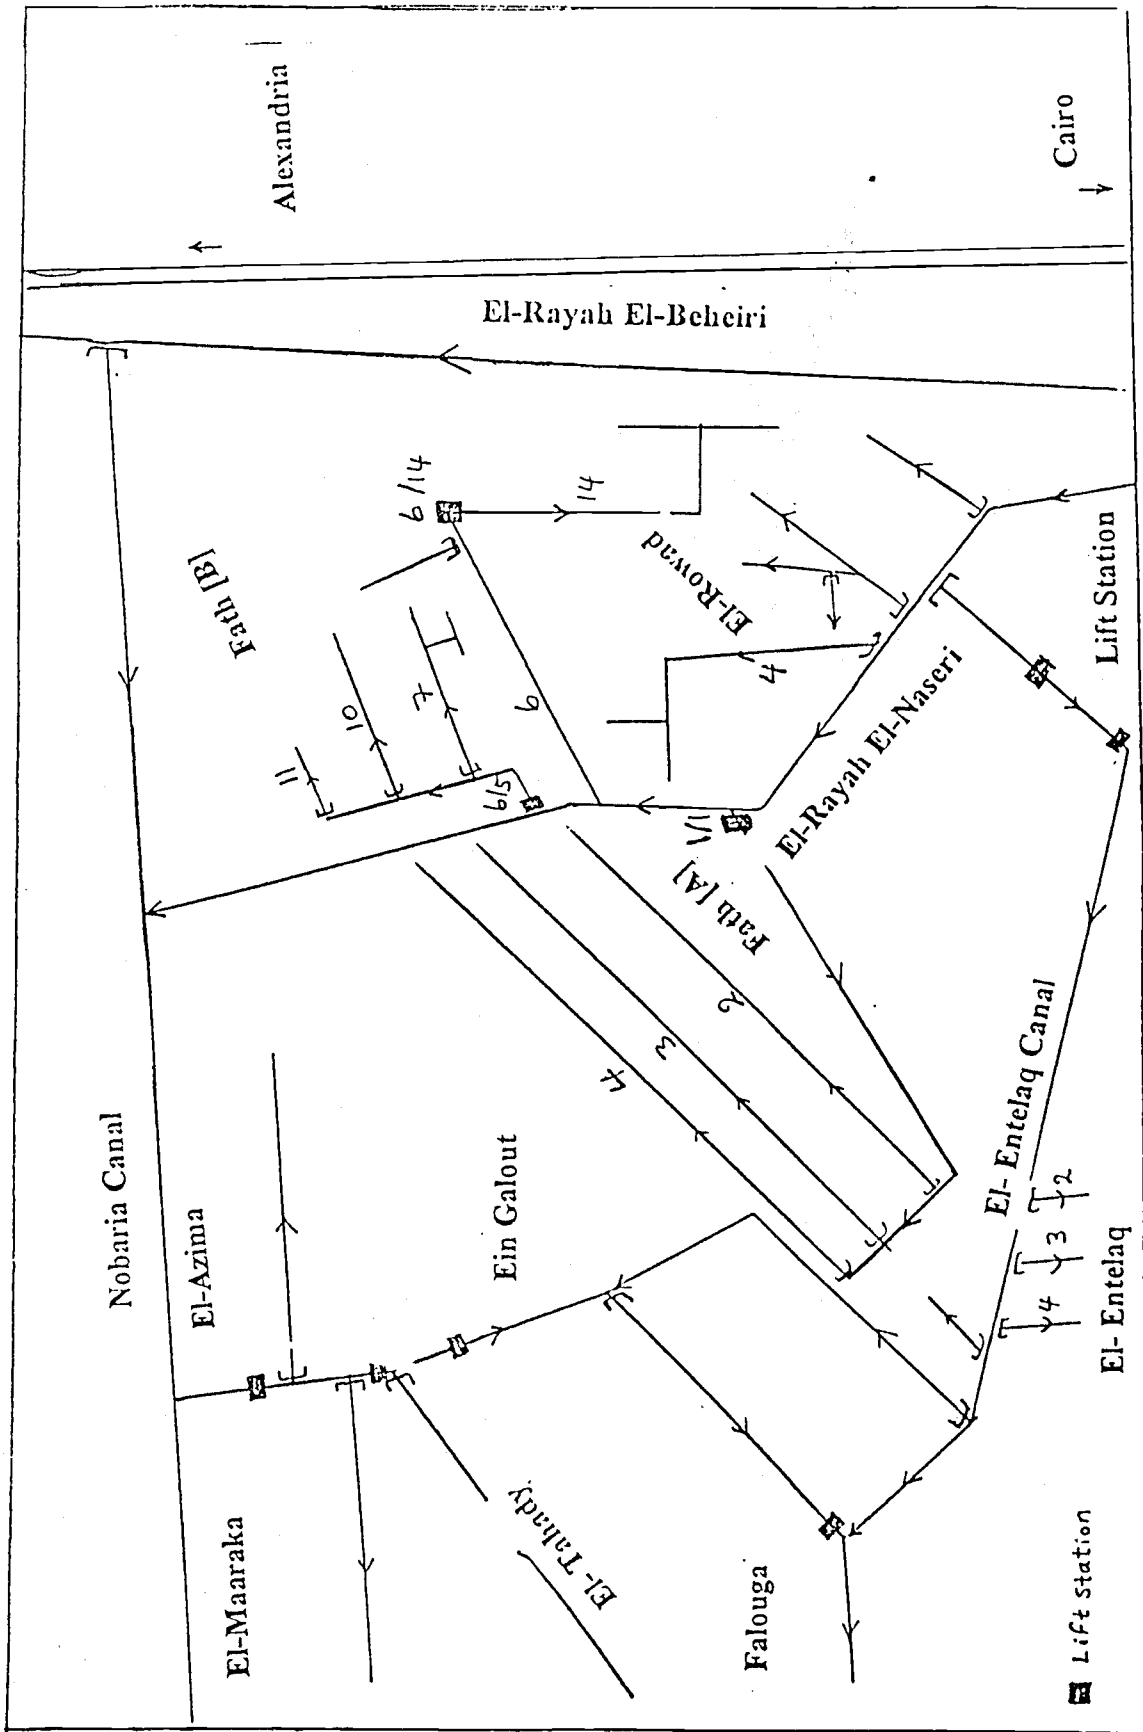 Alexandria
Cairo
El-Rayah El-Beheiri
6/14
14
Fath [B]
El-Rowad
Lift Station
6
7
10
11
6/5
4
1/1
El-Rayah El-Naseri
Fath [A]
2
3
4
El- Entelaq Canal
Nobaria Canal
El-Azima
Ein Galout
2
3
4
El- Entelaq
El-Maaraka
El-Tahady
Falouga
Lift Station